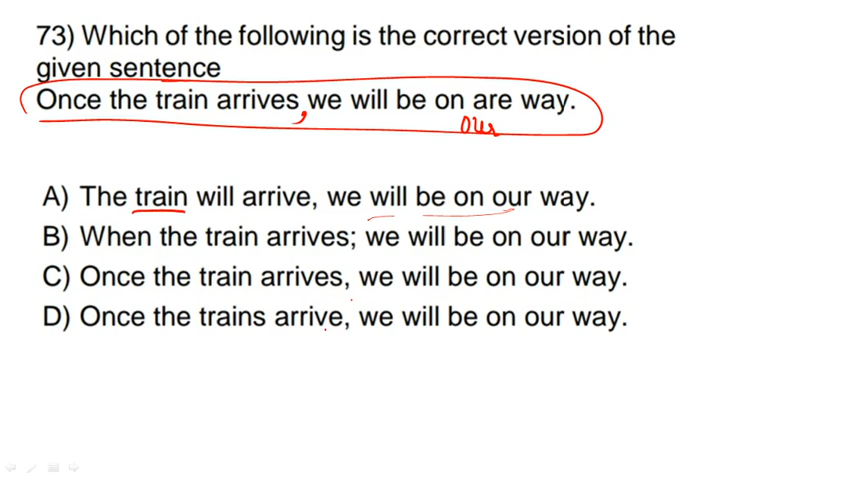 73) Which of the following is the correct version of the
given sentence
Once the train arrives, we will be on are way.
our
A) The train will arrive, we will be on our way.
B) When the train arrives; we will be on our way.
C) Once the train arrives, we will be on our way.
D) Once the trains arrive, we will be on our way.